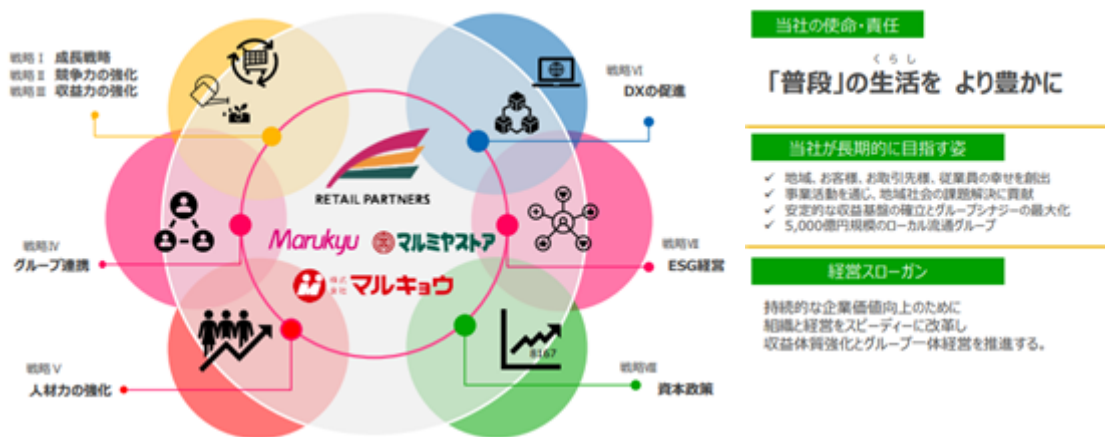 戦略Ⅰ 成長戦略
戦略Ⅱ 競争力の強化
戦略Ⅲ 収益力の強化
戦略Ⅳ
グループ連携
戦略Ⅴ
人材力の強化
RETAIL PARTNERS
Marukyu マルミヤストア
株式会社 マルキョウ
戦略Ⅵ
DXの促進
戦略Ⅶ
ESG経営
8167
戦略Ⅷ
資本政策
当社の使命・責任
くらし
「普段」の生活を より豊かに
当社が長期的に目指す姿
✓ 地域、お客様、お取引先様、従業員の幸せを創出
✓ 事業活動を通じ、地域社会の課題解決に貢献
✓ 安定的な収益基盤の確立とグループシナジーの最大化
✓ 5,000億円規模のローカル流通グループ
経営スローガン
持続的な企業価値向上のために
組織と経営をスピーディーに改革し
収益体質強化とグループ一体経営を推進する。